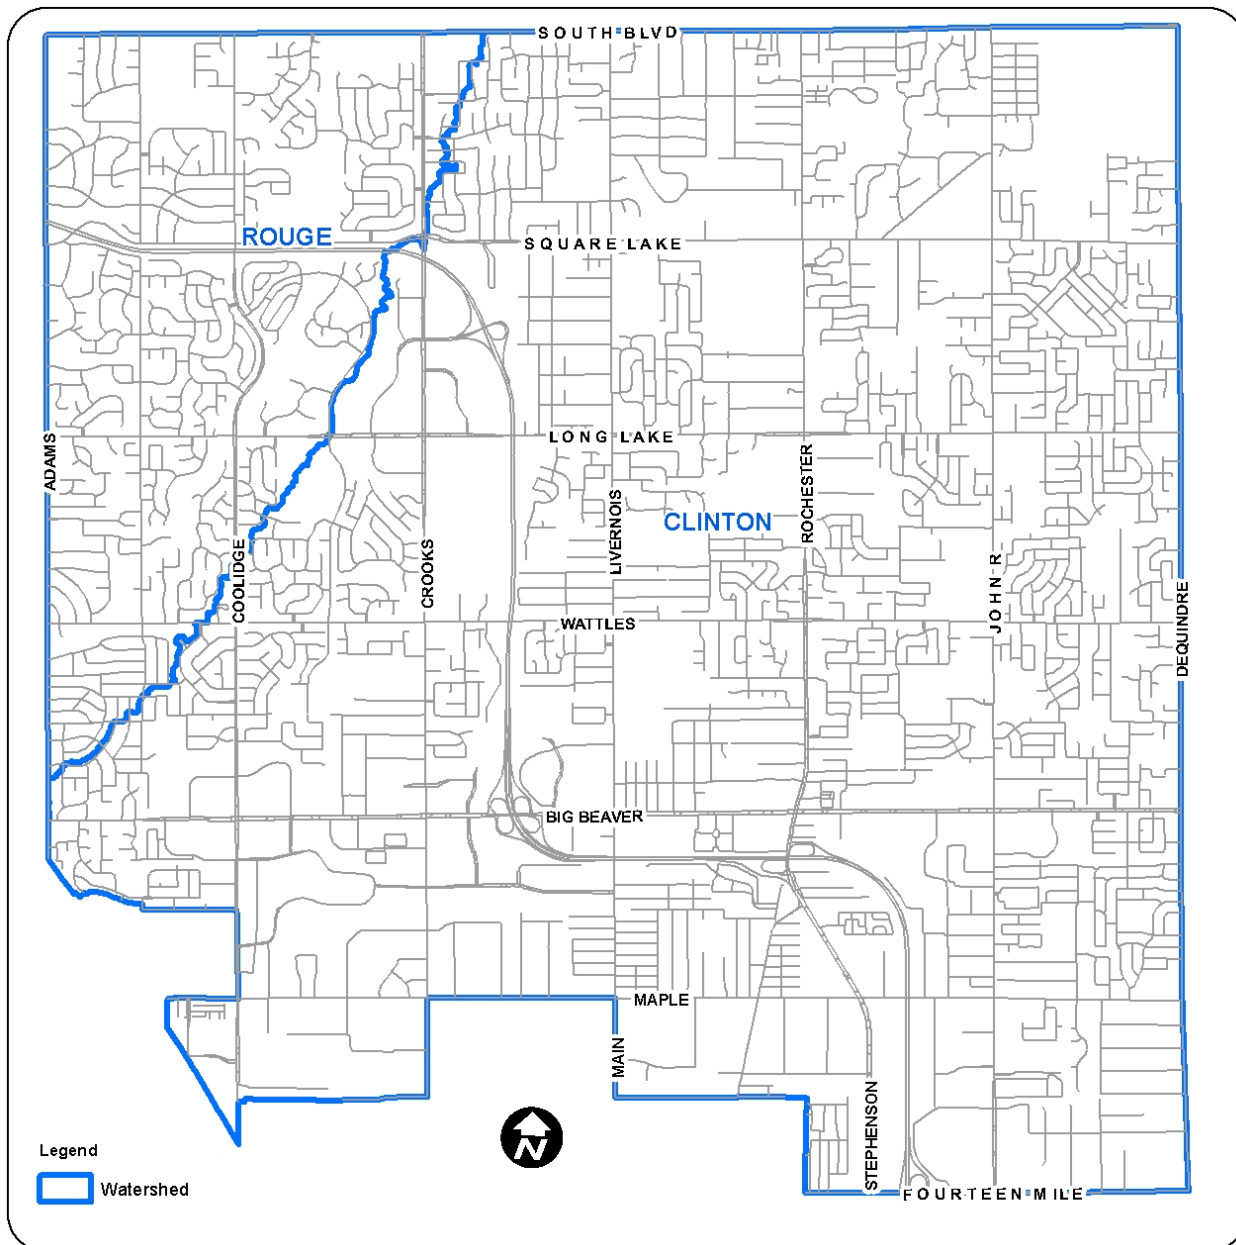 SOUTH BLVD
ROUGE
SQUARE LAKE
LONG LAKE
ADAMS
ROCHESTER
LIVERNOIS
CLINTON
COOLIDGE
CROOKS
JOHN R
DEQUINDRE
WATTLES
BIG BEAVER
MAPLE
MAIN
STEPHENSON
N
FOURTEEN MILE
Legend
Watershed